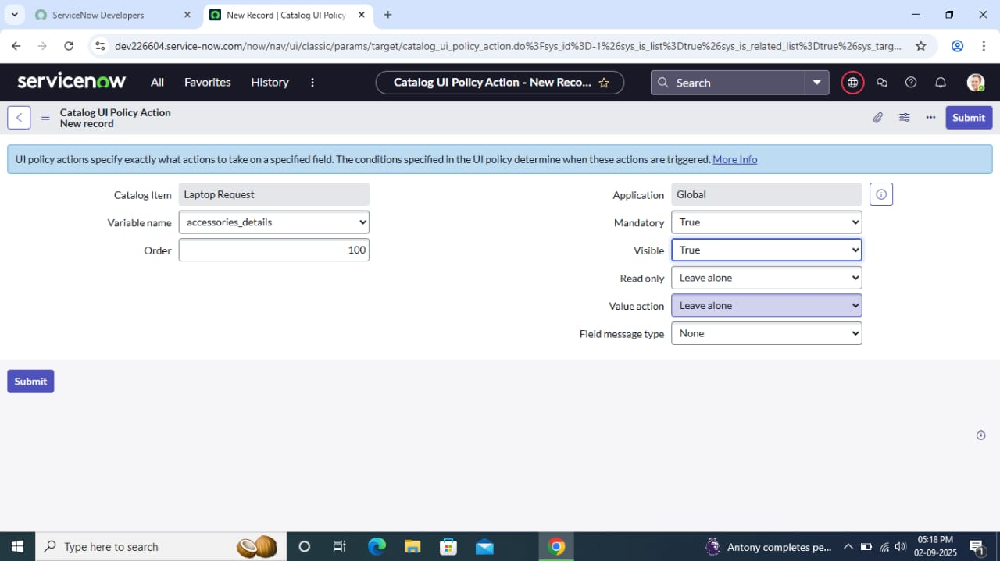 ServiceNow Developers
New Record | Catalog UI Policy
dev226604.service-now.com/now/nav/ui/classic/params/target/catalog_ui_policy_action.do%3Fsys_id%3D-1%26sys_is_list%3Dtrue%26sys_is_related_list%3Dtrue%26sys_targ...
servicenow All Favorites History Catalog UI Policy Action - New Reco... Search
Catalog UI Policy Action
New record
Submit
UI policy actions specify exactly what actions to take on a specified field. The conditions specified in the UI policy determine when these actions are triggered. More Info
Catalog Item Laptop Request
Application Global
Variable name accessories_details
Mandatory True
Order 100
Visible True
Read only Leave alone
Value action Leave alone
Field message type None
Submit
Type here to search
Antony completes pe...
05:18 PM
02-09-2025
1